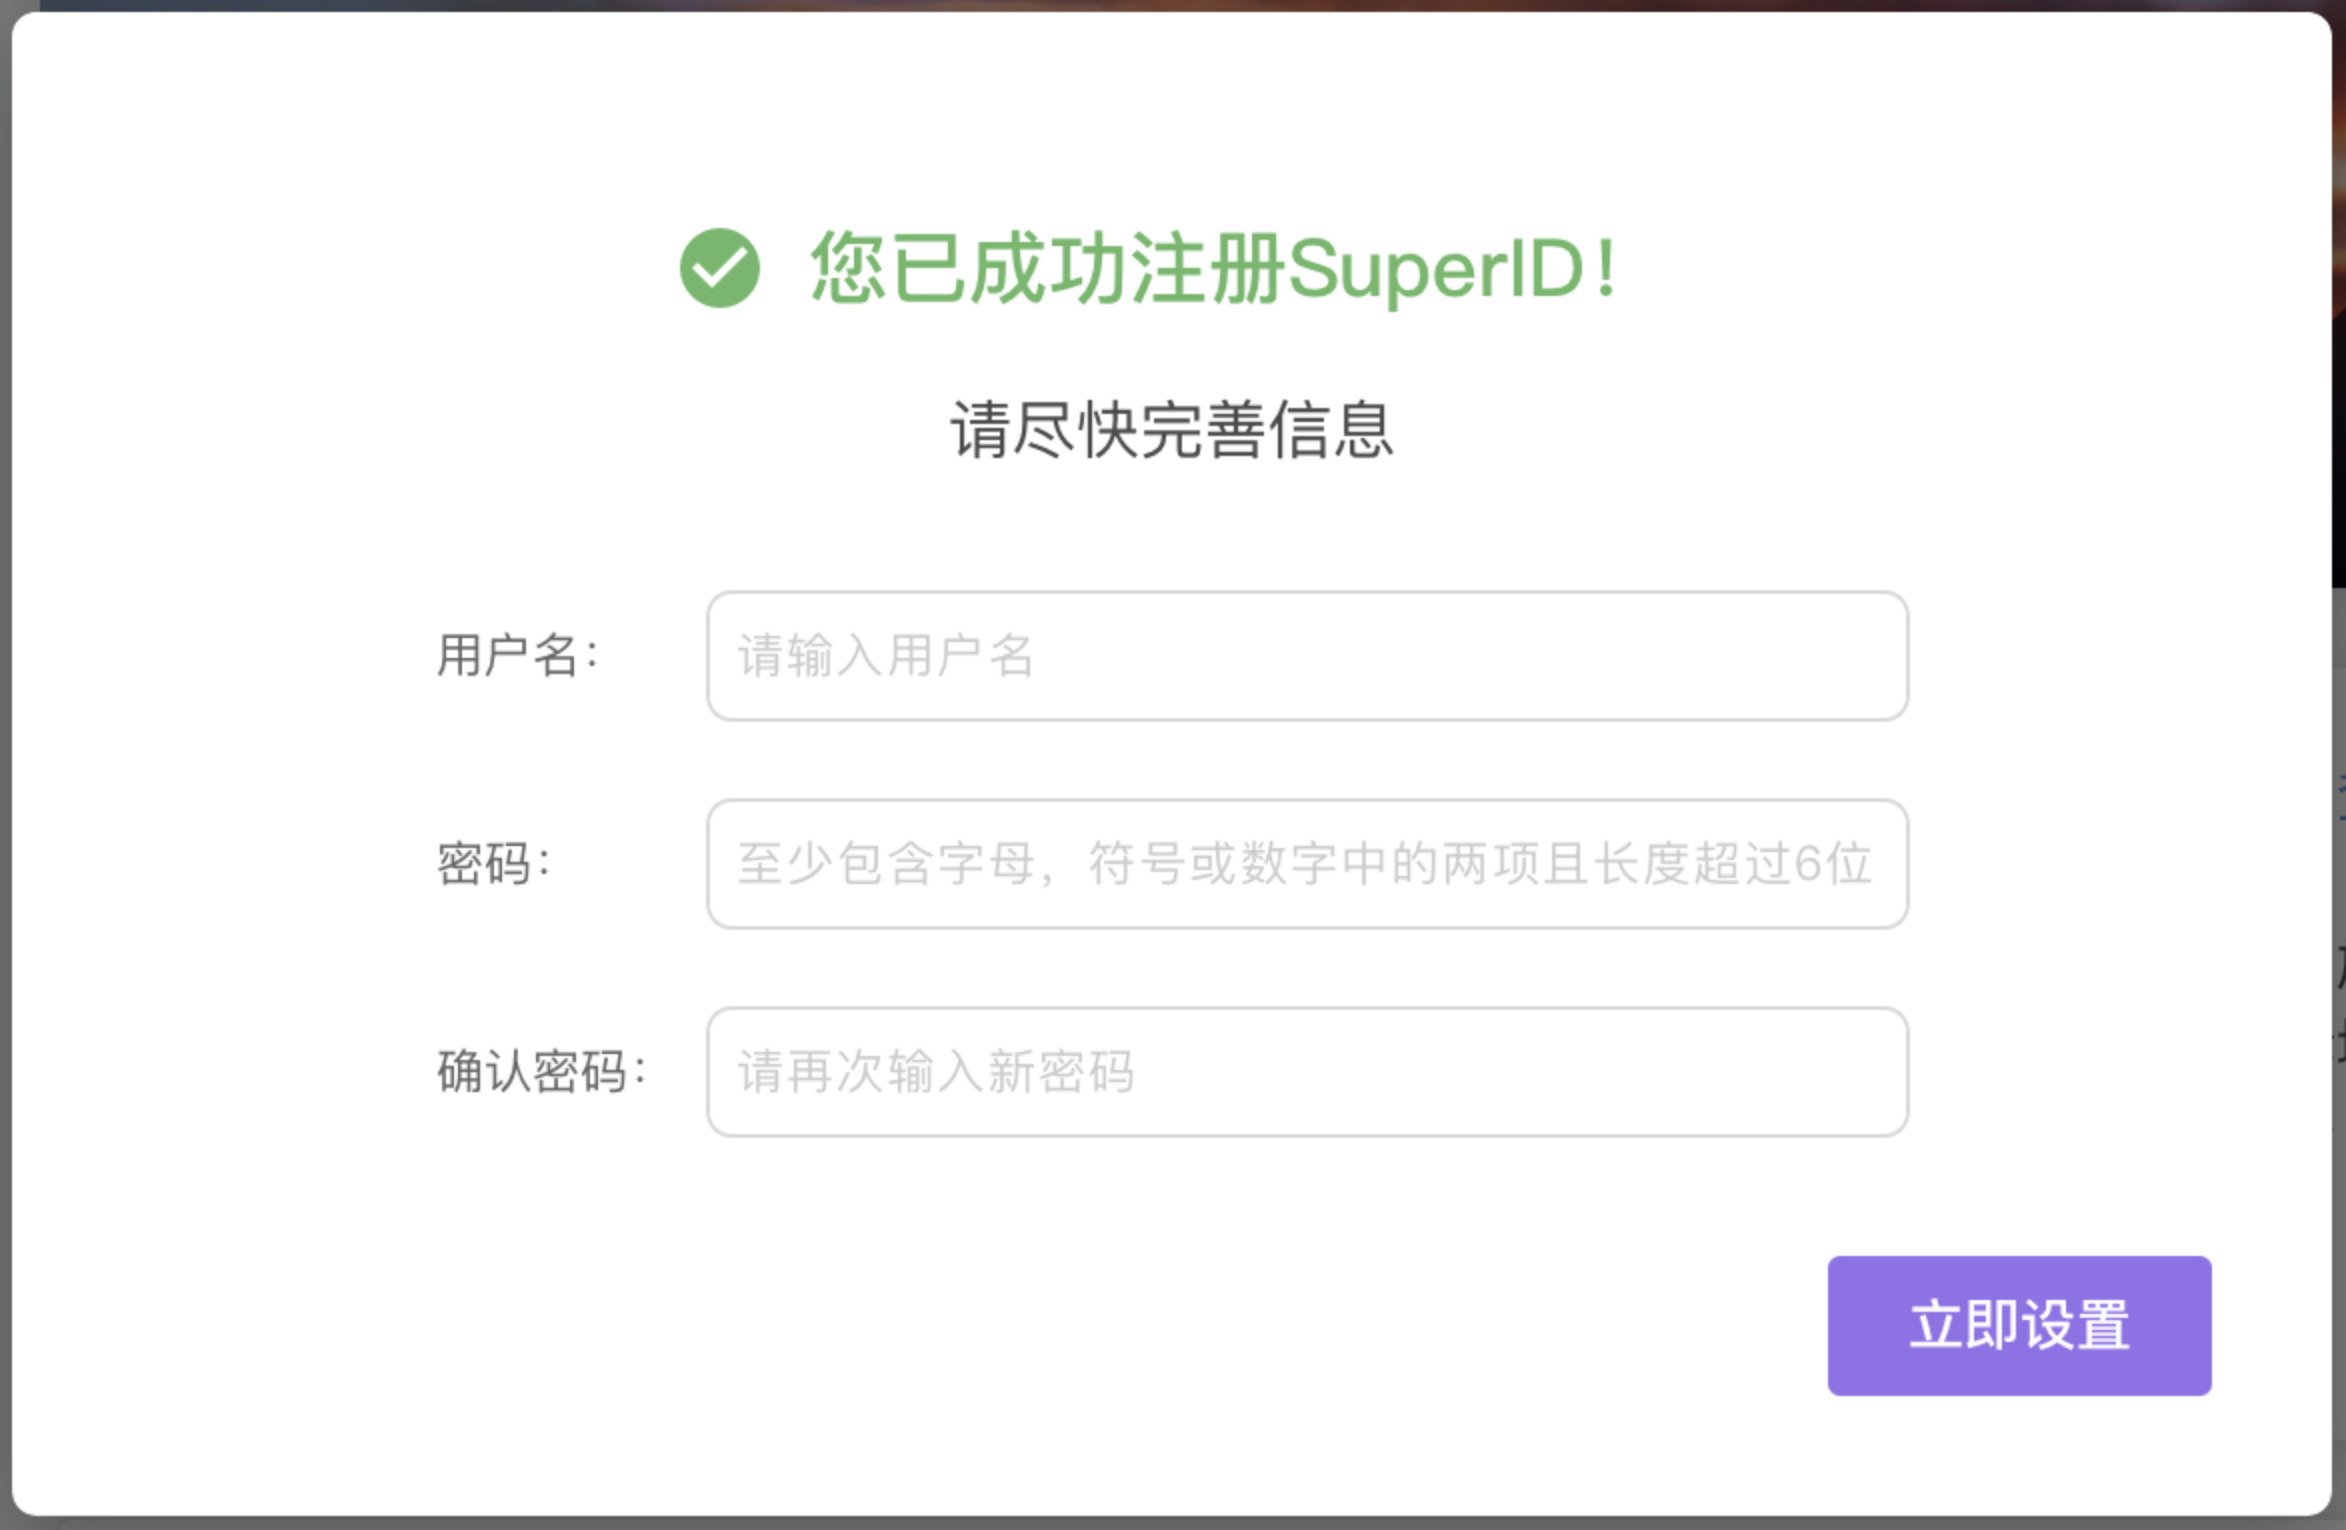 您已成功注册SuperID！
请尽快完善信息
用户名：
请输入用户名
密码：
至少包含字母，符号或数字中的两项且长度超过6位
确认密码：
请再次输入新密码
立即设置